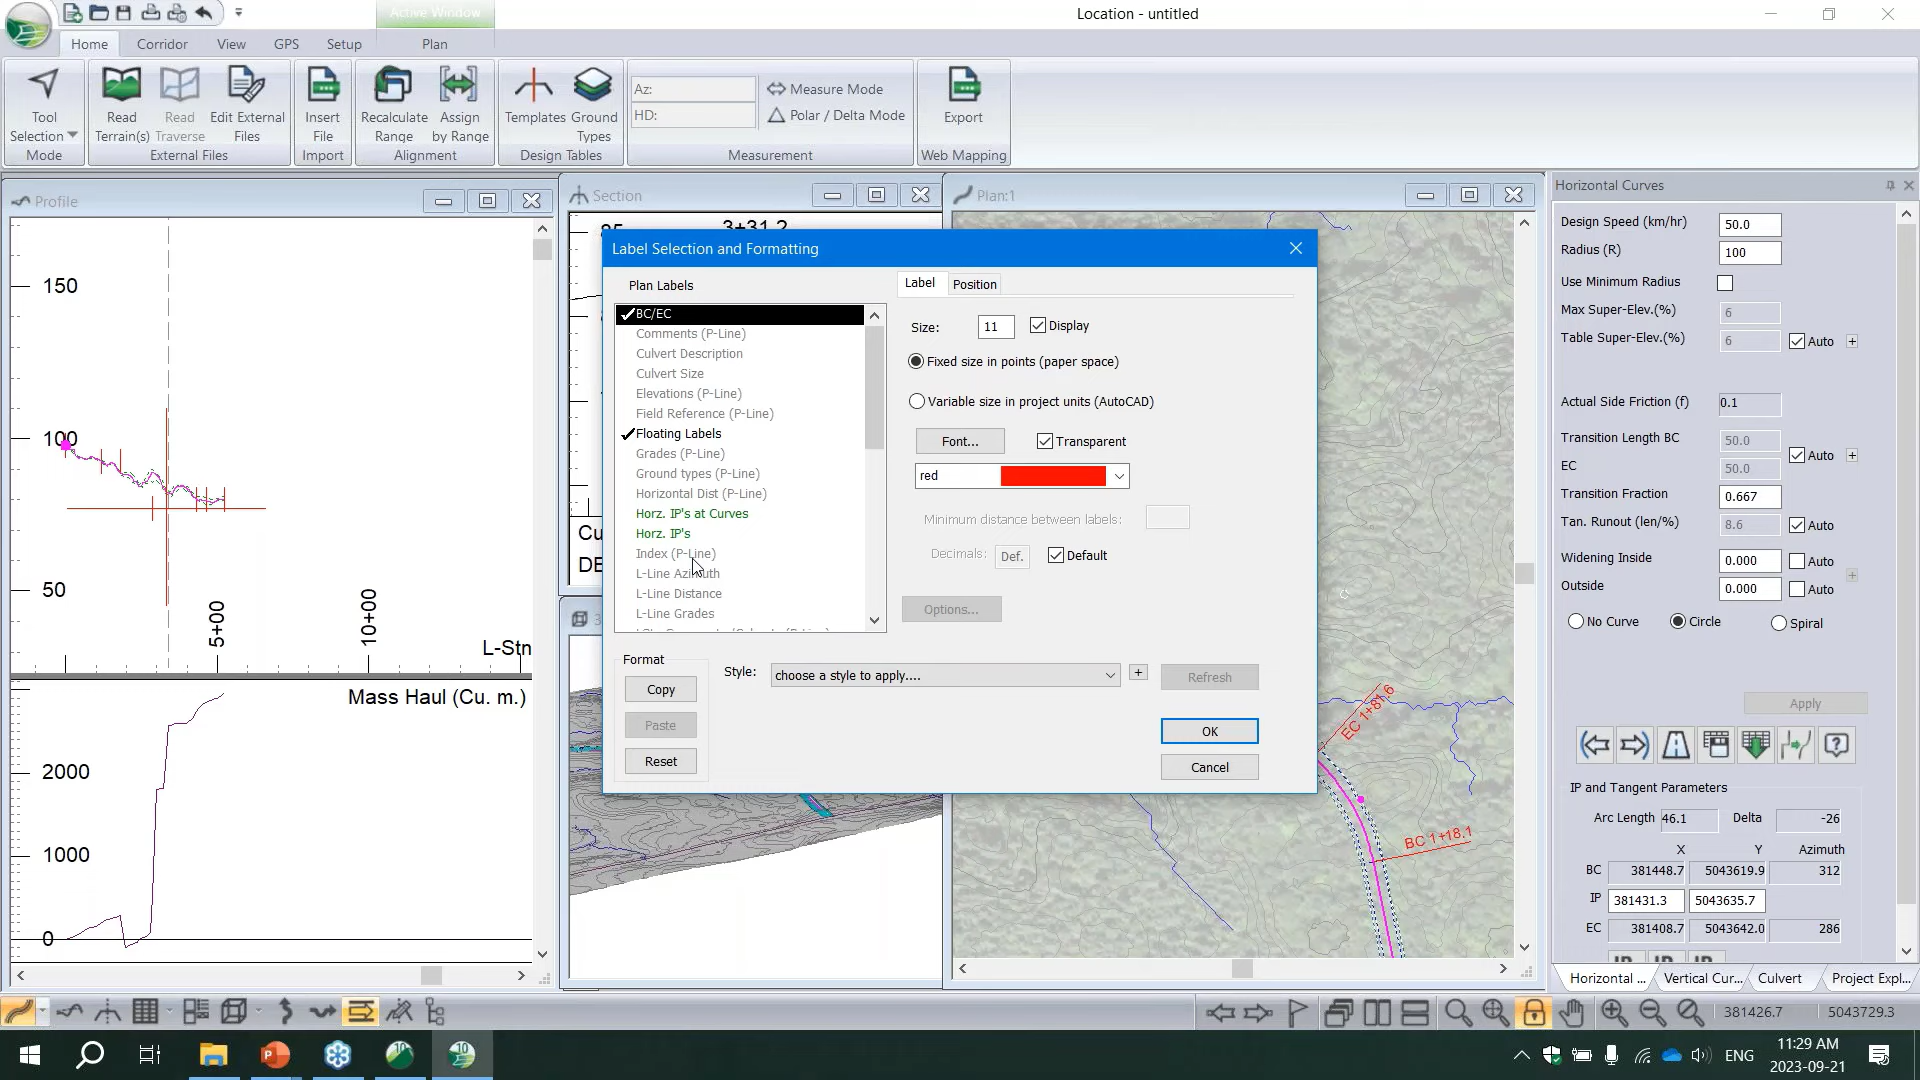 Active Window
Location - untitled
Home
Corridor
View
GPS
Setup
Plan
Tool
Selection
Mode
Read
Terrain(s)
Read
Traverse
Edit External
Files
External Files
Insert
File
Import
Recalculate
Range
Assign
by Range
Alignment
Templates
Ground
Types
Design Tables
Az:
HD:
Measure Mode
Polar / Delta Mode
Measurement
Export
Web Mapping
Profile
150
100
50
5+00
10+00
L-Stn
Mass Haul (Cu. m.)
2000
1000
0
Section
3+31.2
85
Cu
DE
3
Plan:1
EC 1+81.6
BC 1+18.1
Label Selection and Formatting
Plan Labels
BC/EC
Comments (P-Line)
Culvert Description
Culvert Size
Elevations (P-Line)
Field Reference (P-Line)
Floating Labels
Grades (P-Line)
Ground types (P-Line)
Horizontal Dist (P-Line)
Horz. IP's at Curves
Horz. IP's
Index (P-Line)
L-Line Azimuth
L-Line Distance
L-Line Grades
Label
Position
Size:
11
Display
Fixed size in points (paper space)
Variable size in project units (AutoCAD)
Font...
Transparent
red
Minimum distance between labels:
Decimals:
Def.
Default
Options...
Format
Copy
Paste
Reset
Style:
choose a style to apply....
+
Refresh
OK
Cancel
Horizontal Curves
Design Speed (km/hr)
50.0
Radius (R)
100
Use Minimum Radius
Max Super-Elev.(%)
6
Table Super-Elev.(%)
6
Auto
+
Actual Side Friction (f)
0.1
Transition Length BC
50.0
EC
50.0
Auto
+
Transition Fraction
0.667
Tan. Runout (len/%)
8.6
Auto
Widening Inside
0.000
Auto
Outside
0.000
Auto
+
No Curve
Circle
Spiral
Apply
IP and Tangent Parameters
Arc Length
46.1
Delta
-26
X
Y
Azimuth
BC
381448.7
5043619.9
312
IP
381431.3
5043635.7
EC
381408.7
5043642.0
286
Horizontal ...
Vertical Cur...
Culvert
Project Expl...
381426.7
5043729.3
ENG
11:29 AM
2023-09-21